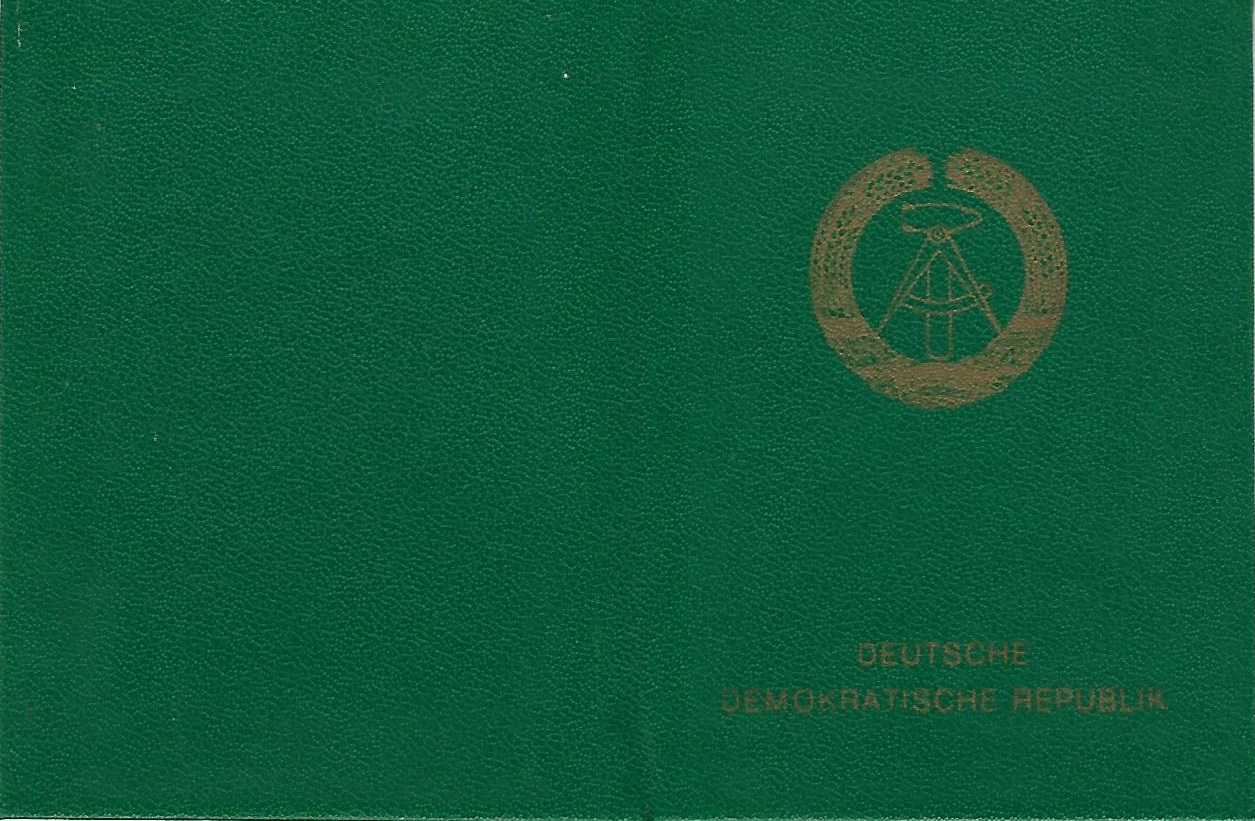 DEUTSCHE
DEMOKRATISCHE REPUBLIK